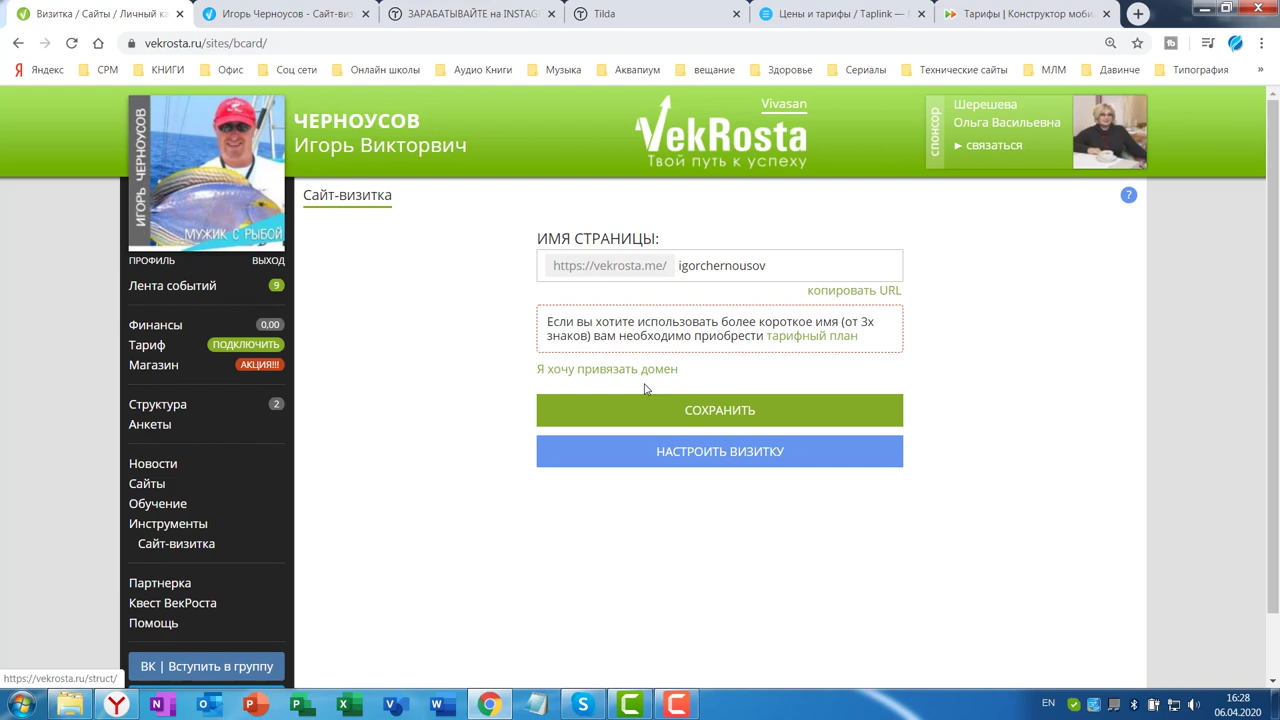 Визитка / Сайты / Личный ка
Игорь Черноусов - Сайт-виз
ЗАРАБАТЫВАЙТЕ
Tilda
Цены и тарифы / Taplink —
Тарифы | Конструктор моби
vekrosta.ru/sites/bcard/
Яндекс
СРМ
КНИГИ
Офис
Соц сети
Онлайн школы
Аудио Книги
Музыка
Аквапиум
вещание
Здоровье
Сериалы
Технические сайты
МЛМ
Давинче
Типография
»
ИГОРЬ ЧЕРНОУСОВ
МУЖИК С РЫБОЙ
ЧЕРНОУСОВ
Игорь Викторвич
Vivasan
VekRosta
Твой путь к успеху
спонсор
Шерешева
Ольга Васильевна
► связаться
ПРОФИЛЬ ВЫХОД
Лента событий 9
Финансы 0,00
Тариф ПОДКЛЮЧИТЬ
Магазин АКЦИЯ!!!
Структура 2
Анкеты
Новости
Сайты
Обучение
Инструменты
Сайт-визитка
Партнерка
Квест ВекРоста
Помощь
ВК | Вступить в группу
Сайт-визитка
?
ИМЯ СТРАНИЦЫ:
https://vekrosta.me/ igorchernousov
копировать URL
Если вы хотите использовать более короткое имя (от 3х
знаков) вам необходимо приобрести тарифный план
Я хочу привязать домен
СОХРАНИТЬ
НАСТРОИТЬ ВИЗИТКУ
https://vekrosta.ru/struct/
EN
16:28
06.04.2020